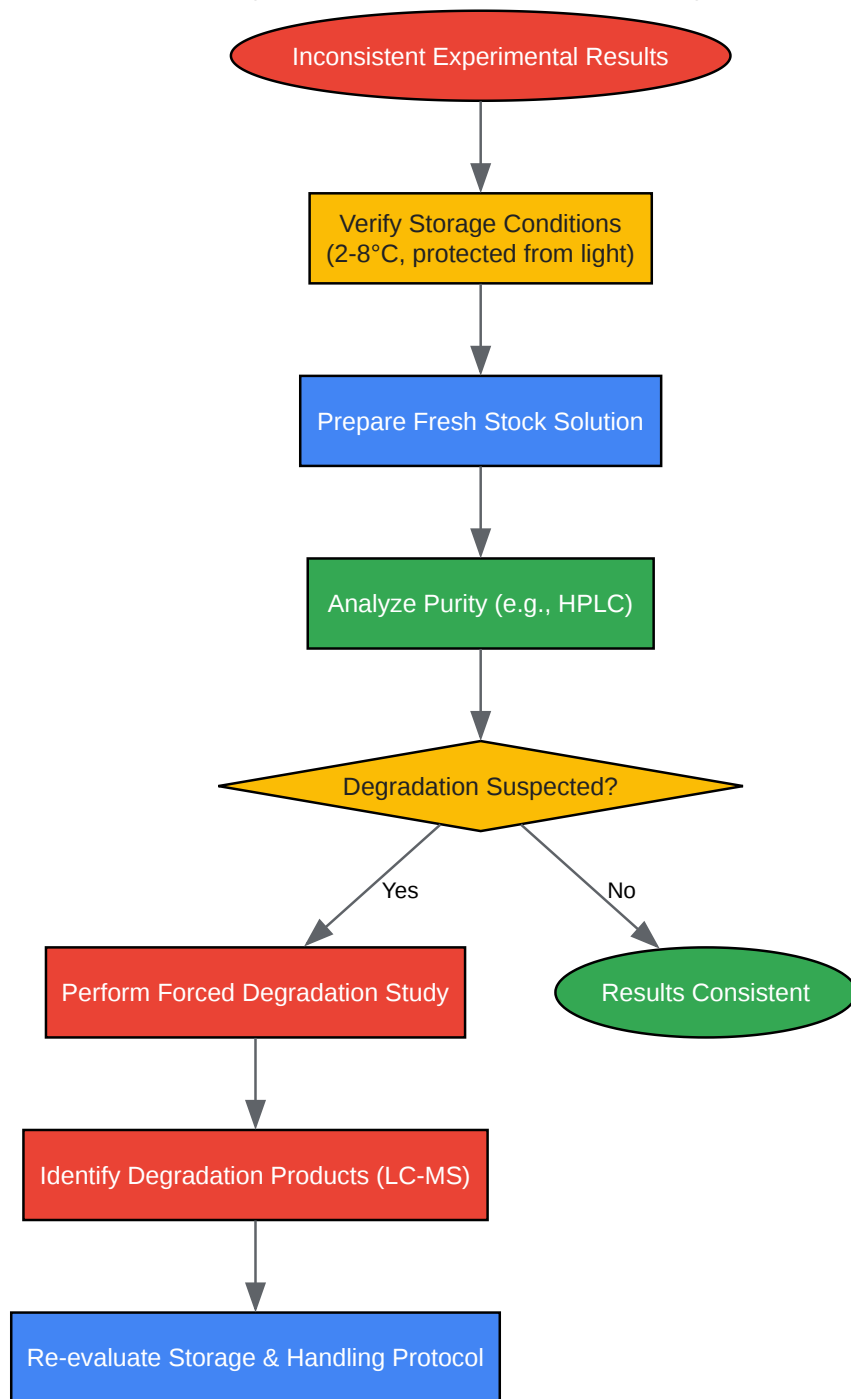 Inconsistent Experimental Results
Verify Storage Conditions
(2-8°C, protected from light)
Prepare Fresh Stock Solution
Analyze Purity (e.g., HPLC)
Degradation Suspected?
Yes
No
Perform Forced Degradation Study
Results Consistent
Identify Degradation Products (LC-MS)
Re-evaluate Storage & Handling Protocol